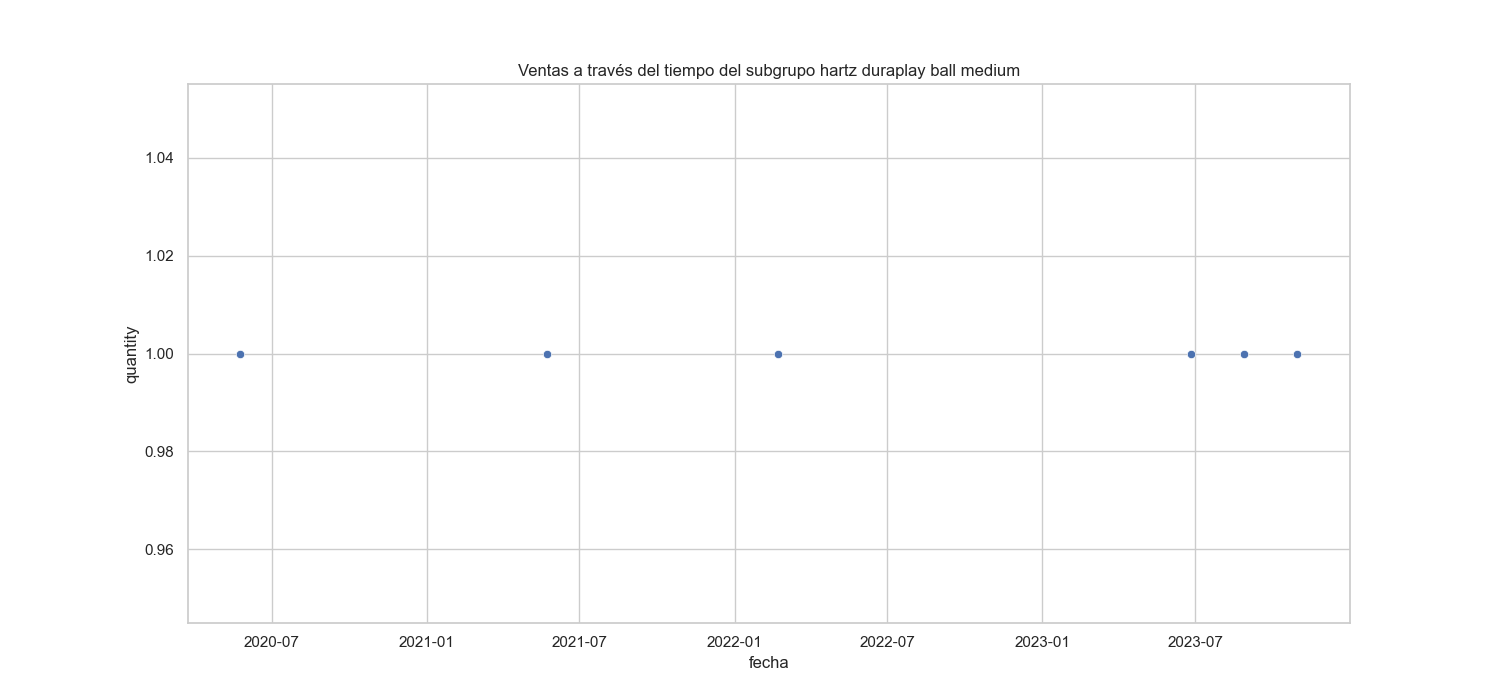 Ventas a través del tiempo del subgrupo hartz duraplay ball medium
1.04
1.02
1.00
0.98
0.96
quantity
2020-07 2021-01 2021-07 2022-01 2022-07 2023-01 2023-07
fecha